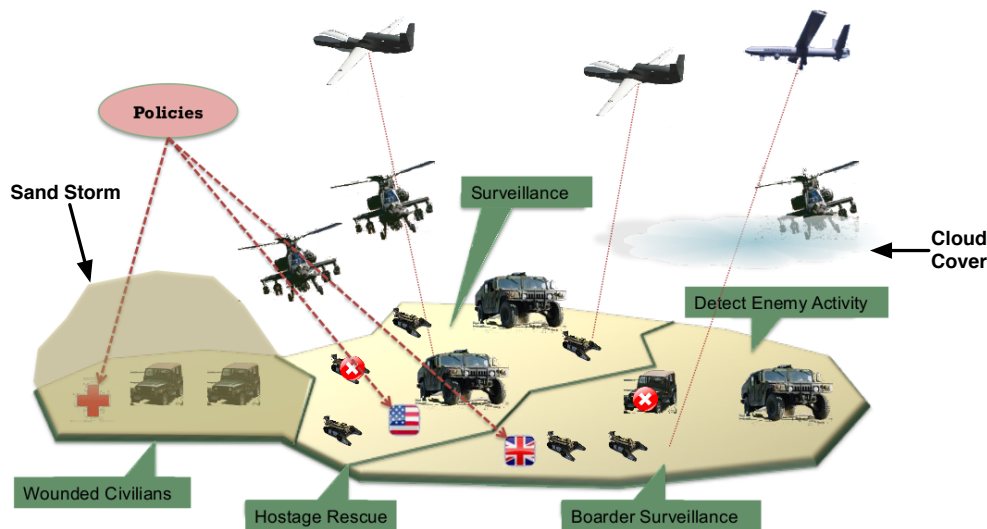 Policies
Sand Storm
Surveillance
Cloud
Cover
Detect Enemy Activity
Wounded Civilians
Hostage Rescue
Boarder Surveillance